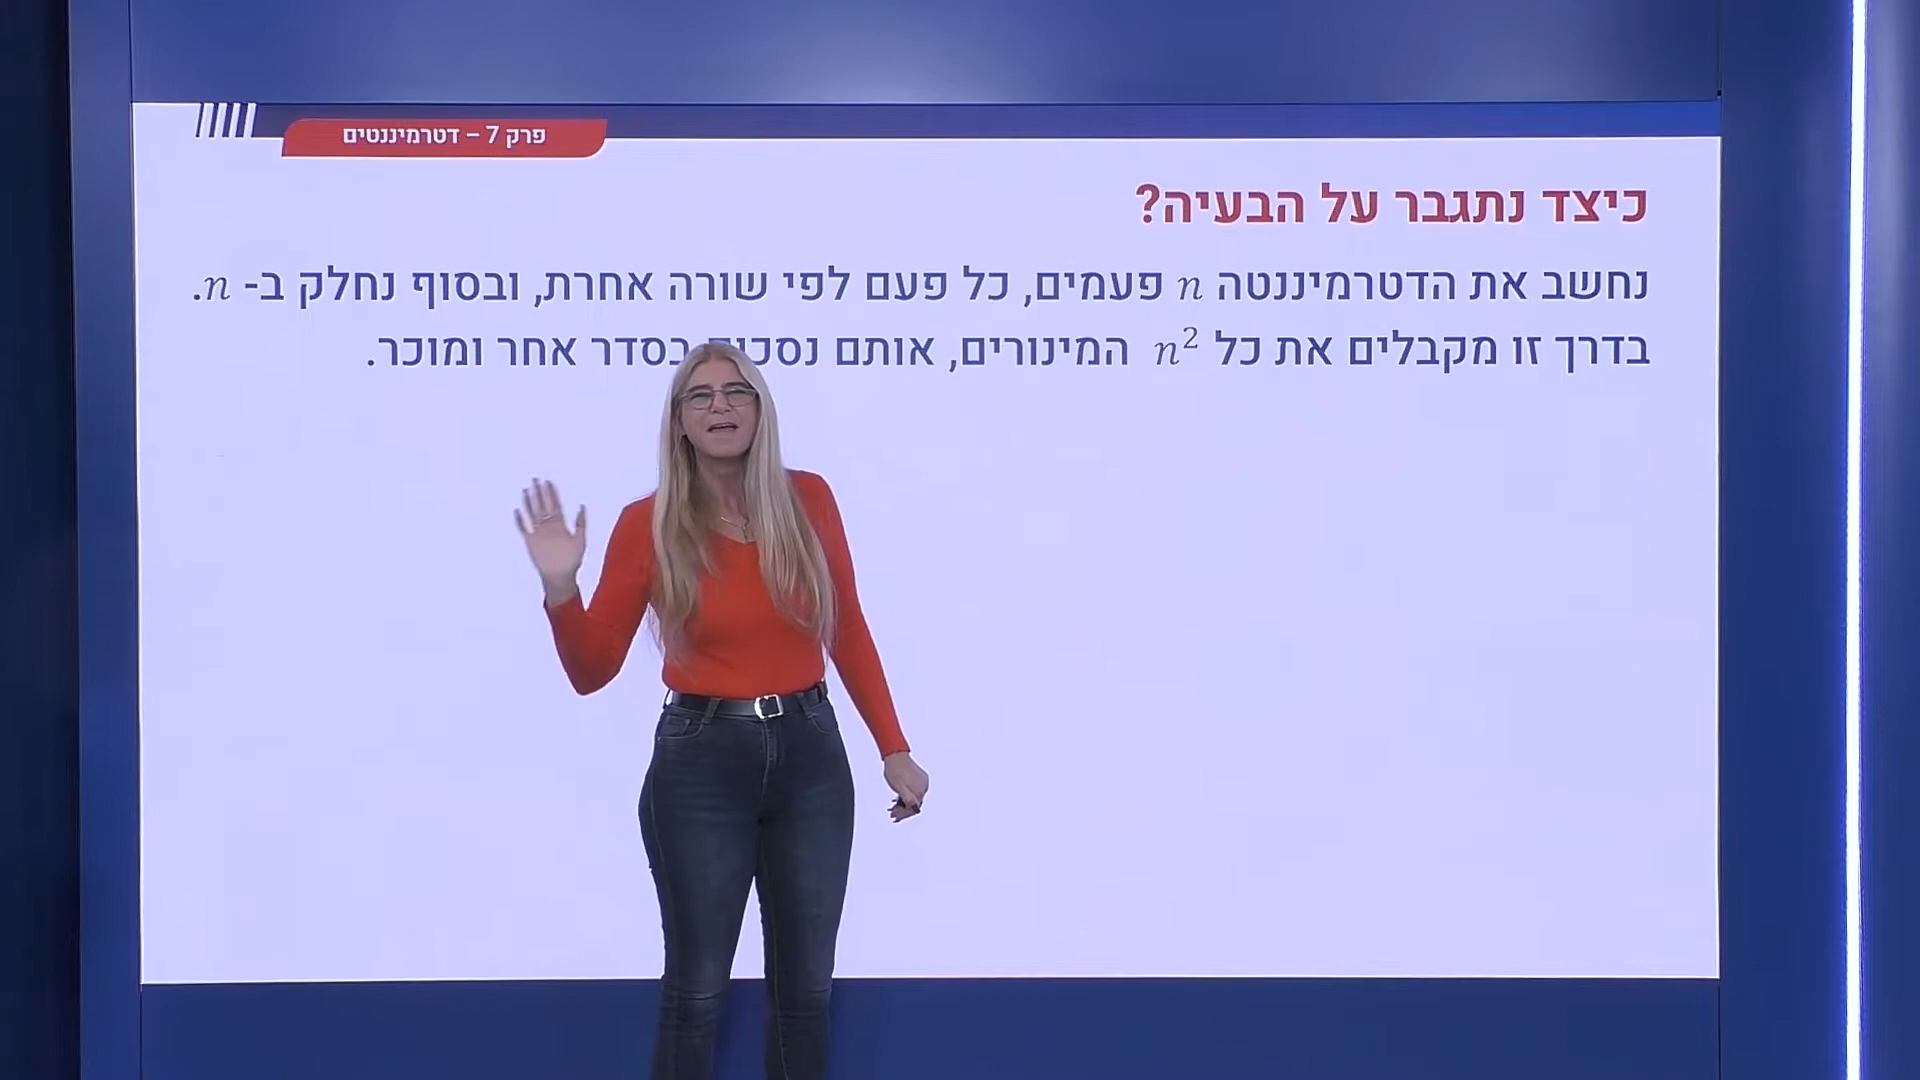 פרק 7 – דטרמיננטים
כיצד נתגבר על הבעיה?
נחשב את הדטרמיננטה n פעמים, כל פעם לפי שורה אחרת, ובסוף נחלק ב- n.
בדרך זו מקבלים את כל n² המינורים, אותם בסדר אחר ומוכר.